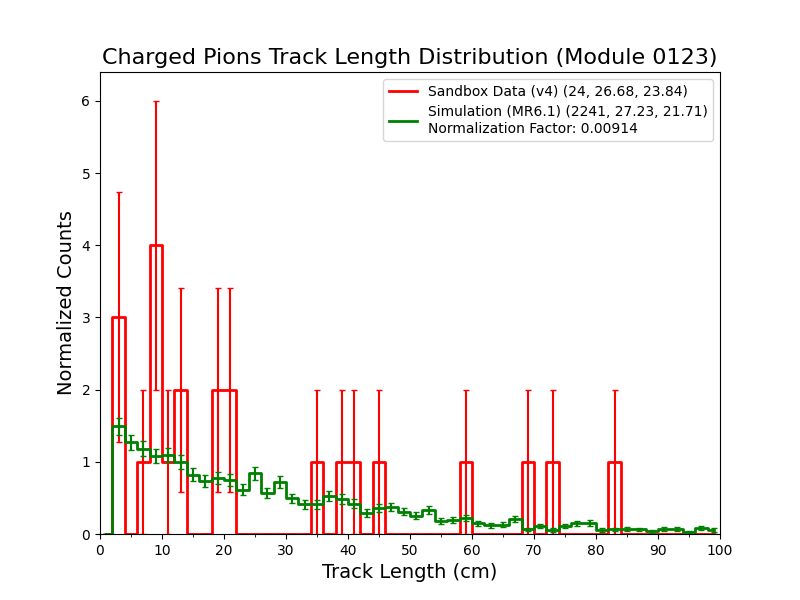 Charged Pions Track Length Distribution (Module 0123)
Sandbox Data (v4) (24, 26.68, 23.84)
Simulation (MR6.1) (2241, 27.23, 21.71)
Normalization Factor: 0.00914
Normalized Counts
6
5
4
3
2
1
0
0 10 20 30 40 50 60 70 80 90 100
Track Length (cm)